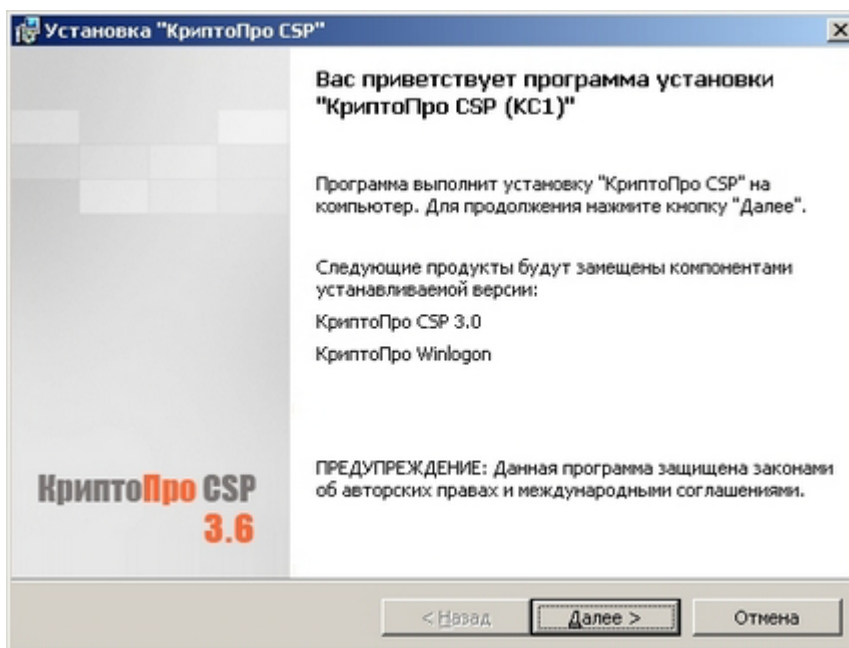 Установка "КриптоПро CSP"
Вас приветствует программа установки
"КриптоПро CSP (KC1)"
Программа выполнит установку "КриптоПро CSP" на
компьютер. Для продолжения нажмите кнопку "Далее".
Следующие продукты будут замещены компонентами
устанавливаемой версии:
КриптоПро CSP 3.0
КриптоПро Winlogon
ПРЕДУПРЕЖДЕНИЕ: Данная программа защищена законами
об авторских правах и международными соглашениями.
КриптоПро CSP
3.6
< Назад
Далее >
Отмена